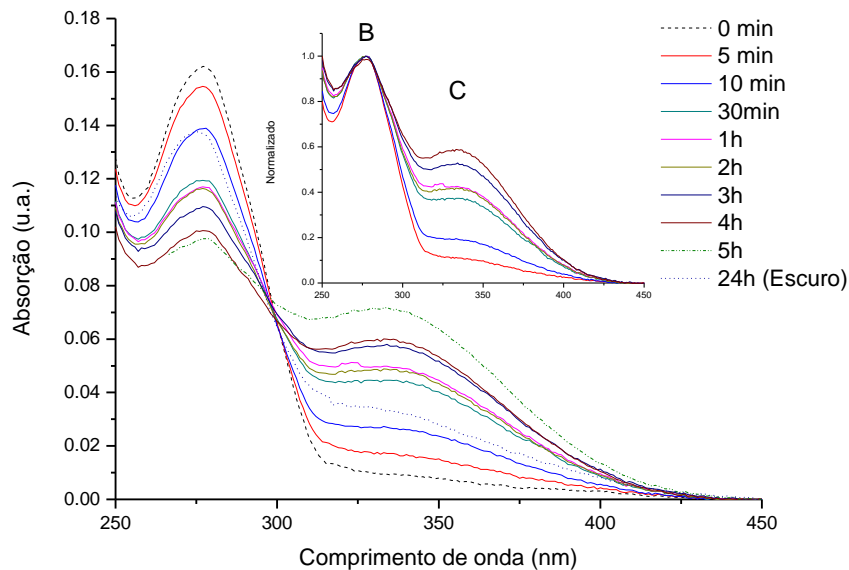 0.18
0.16
0.14
0.12
0.10
0.08
0.06
0.04
0.02
0.00
Absorção (u.a.)
250
300
350
400
450
Comprimento de onda (nm)
B
C
1.0
0.8
0.6
0.4
0.2
0.0
Normalizado
250
300
350
400
450
0 min
5 min
10 min
30min
1h
2h
3h
4h
5h
24h (Escuro)